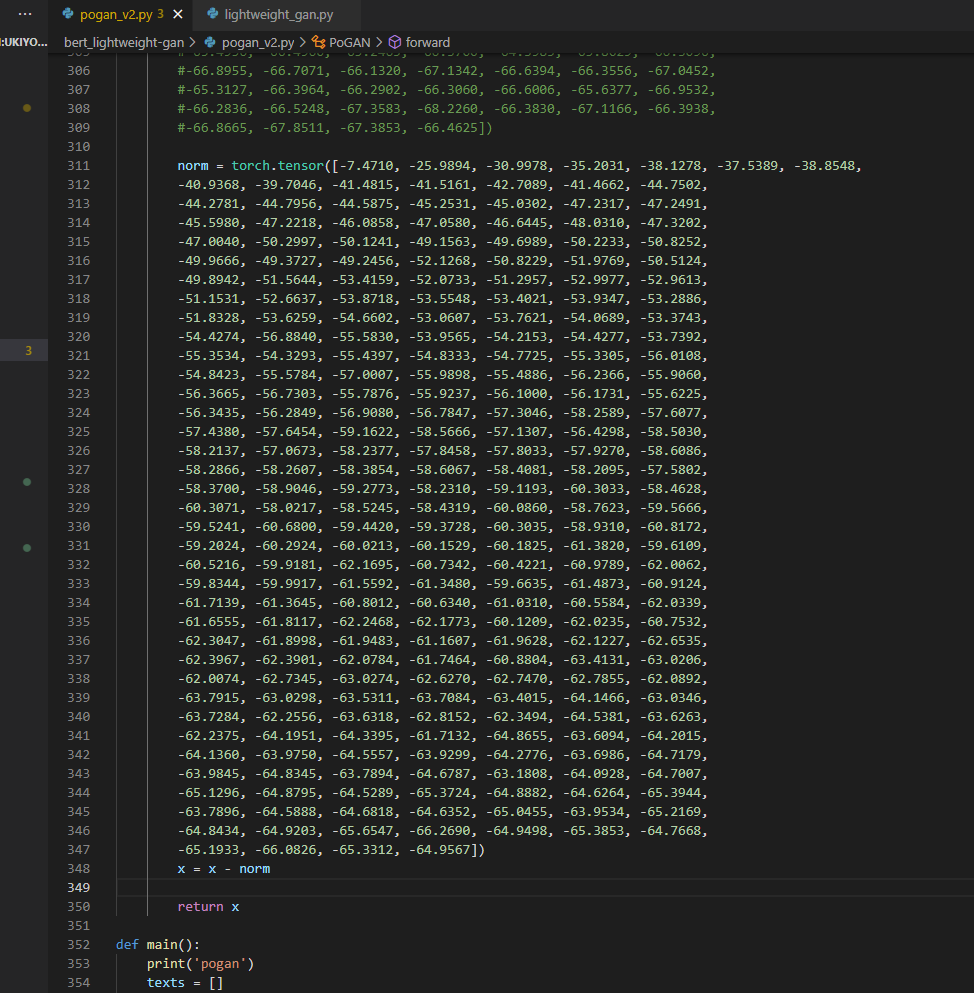 ··· pogan_v2.py 3 × lightweight_gan.py
:UKIYO... bert_lightweight-gan > pogan_v2.py > PoGAN > forward
306 #-66.8955, -66.7071, -66.1320, -67.1342, -66.6394, -66.3556, -67.0452,
307 #-65.3127, -66.3964, -66.2902, -66.3060, -66.6006, -65.6377, -66.9532,
308 #-66.2836, -66.5248, -67.3583, -68.2260, -66.3830, -67.1166, -66.3938,
309 #-66.8665, -67.8511, -67.3853, -66.4625])
310
311 norm = torch.tensor([-7.4710, -25.9894, -30.9978, -35.2031, -38.1278, -37.5389, -38.8548,
312 -40.9368, -39.7046, -41.4815, -41.5161, -42.7089, -41.4662, -44.7502,
313 -44.2781, -44.7956, -44.5875, -45.2531, -45.0302, -47.2317, -47.2491,
314 -45.5980, -47.2218, -46.0858, -47.0580, -46.6445, -48.0310, -47.3202,
315 -47.0040, -50.2997, -50.1241, -49.1563, -49.6989, -50.2233, -50.8252,
316 -49.9666, -49.3727, -49.2456, -52.1268, -50.8229, -51.9769, -50.5124,
317 -49.8942, -51.5644, -53.4159, -52.0733, -51.2957, -52.9977, -52.9613,
318 -51.1531, -52.6637, -53.8718, -53.5548, -53.4021, -53.9347, -53.2886,
319 -51.8328, -53.6259, -54.6602, -53.0607, -53.7621, -54.0689, -53.3743,
320 -54.4274, -56.8840, -55.5830, -53.9565, -54.2153, -54.4277, -53.7392,
321 -55.3534, -54.3293, -55.4397, -54.8333, -54.7725, -55.3305, -56.0108,
322 -54.8423, -55.5784, -57.0007, -55.9898, -55.4886, -56.2366, -55.9060,
323 -56.3665, -56.7303, -55.7876, -55.9237, -56.1000, -56.1731, -55.6225,
324 -56.3435, -56.2849, -56.9080, -56.7847, -57.3046, -58.2589, -57.6077,
325 -57.4380, -57.6454, -59.1622, -58.5666, -57.1307, -56.4298, -58.5030,
326 -58.2137, -57.0673, -58.2377, -57.8458, -57.8033, -57.9270, -58.6086,
327 -58.2866, -58.2607, -58.3854, -58.6067, -58.4081, -58.2095, -57.5802,
328 -58.3700, -58.9046, -59.2773, -58.2310, -59.1193, -60.3033, -58.4628,
329 -60.3071, -58.0217, -58.5245, -58.4319, -60.0860, -58.7623, -59.5666,
330 -59.5241, -60.6800, -59.4420, -59.3728, -60.3035, -58.9310, -60.8172,
331 -59.2024, -60.2924, -60.0213, -60.1529, -60.1825, -61.3820, -59.6109,
332 -60.5216, -59.9181, -62.1695, -60.7342, -60.4221, -60.9789, -62.0062,
333 -59.8344, -59.9917, -61.5592, -61.3480, -59.6635, -61.4873, -60.9124,
334 -61.7139, -61.3645, -60.8012, -60.6340, -61.0310, -60.5584, -62.0339,
335 -61.6555, -61.8117, -62.2468, -62.1773, -60.1209, -62.0235, -60.7532,
336 -62.3047, -61.8998, -61.9483, -61.1607, -61.9628, -62.1227, -62.6535,
337 -62.3967, -62.3901, -62.0784, -61.7464, -60.8804, -63.4131, -63.0206,
338 -62.0074, -62.7345, -63.0274, -62.6270, -62.7470, -62.7855, -62.0892,
339 -63.7915, -63.0298, -63.5311, -63.7084, -63.4015, -64.1466, -63.0346,
340 -63.7284, -62.2556, -63.6318, -62.8152, -62.3494, -64.5381, -63.6263,
341 -62.2375, -64.1951, -64.3395, -61.7132, -64.8655, -63.6094, -64.2015,
342 -64.1360, -63.9750, -64.5557, -63.9299, -64.2776, -63.6986, -64.7179,
343 -63.9845, -64.8345, -63.7894, -64.6787, -63.1808, -64.0928, -64.7007,
344 -65.1296, -64.8795, -64.5289, -65.3724, -64.8882, -64.6264, -65.3944,
345 -63.7896, -64.5888, -64.6818, -64.6352, -65.0455, -63.9534, -65.2169,
346 -64.8434, -64.9203, -65.6547, -66.2690, -64.9498, -65.3853, -64.7668,
347 -65.1933, -66.0826, -65.3312, -64.9567])
348 x = x - norm
349
350 return x
351
352 def main():
353 print('pogan')
354 texts = []
3